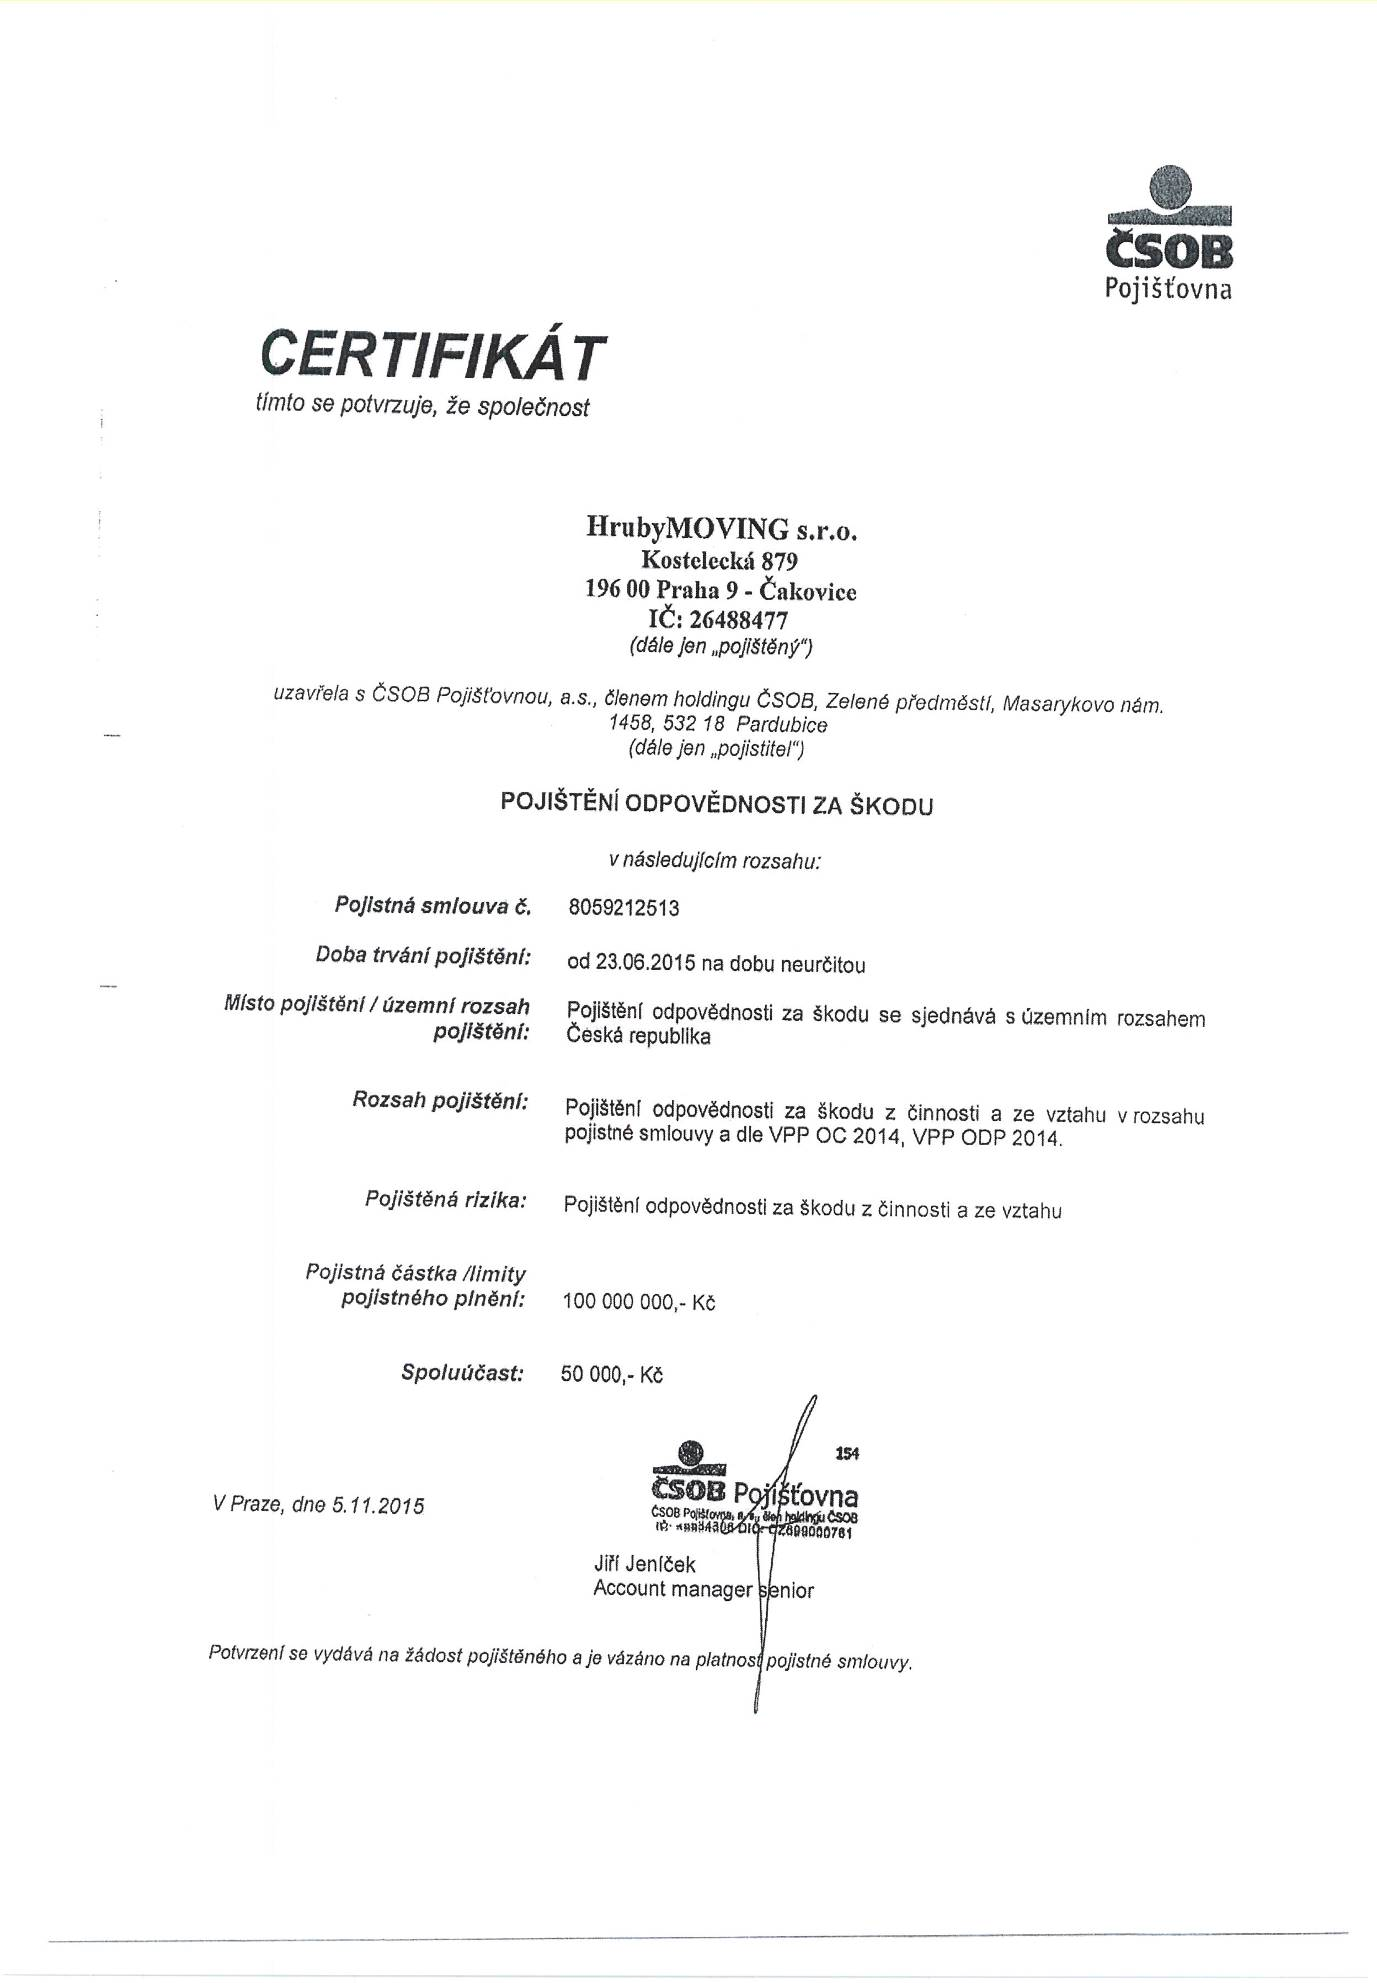 ČSOB
Pojišťovna
CERTIFIKÁT
tímto se potvrzuje, že společnost
HrubyMOVING s.r.o.
Kostelecká 879
196 00 Praha 9 - Čakovice
IČ: 26488477
(dále jen „pojištěný“)
uzavřela s ČSOB Pojišťovnou, a.s., členem holdingu ČSOB, Zelené předměstí, Masarykovo nám.
1458, 532 18 Pardubice
(dále jen „pojistitel“)
POJIŠTĚNÍ ODPOVĚDNOSTI ZA ŠKODU
v následujícím rozsahu:
Pojistná smlouva č. 8059212513
Doba trvání pojištění: od 23.06.2015 na dobu neurčitou
Místo pojištění / územní rozsah pojištění: Pojištění odpovědnosti za škodu se sjednává s územním rozsahem
Česká republika
Rozsah pojištění: Pojištění odpovědnosti za škodu z činnosti a ze vztahu v rozsahu
pojistné smlouvy a dle VPP OC 2014, VPP ODP 2014.
Pojištěná rizika: Pojištění odpovědnosti za škodu z činnosti a ze vztahu
Pojistná částka /limity
pojistného plnění: 100 000 000,- Kč
Spoluúčast: 50 000,- Kč
154
ČSOB Pojišťovna
ČSOB Pojišťovna, a.s., člen holdingu ČSOB
V Praze, dne 5.11.2015
Jiří Jeníček
Account manager senior
Potvrzení se vydává na žádost pojištěného a je vázáno na platnost pojistné smlouvy.